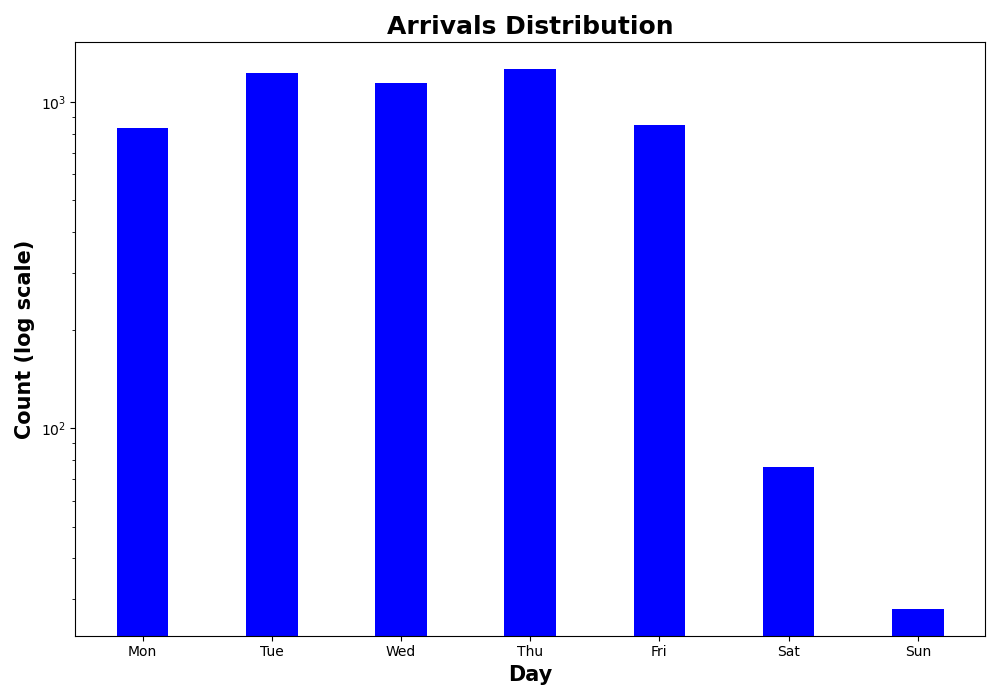 Arrivals Distribution
Count (log scale)
10³
10²
Mon Tue Wed Thu Fri Sat Sun
Day